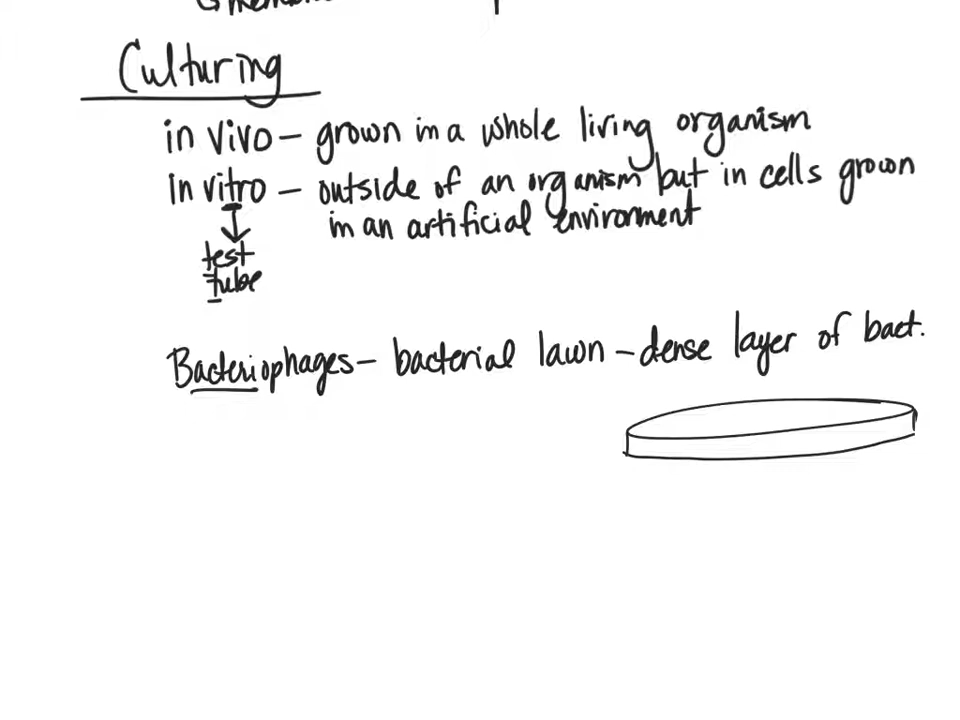 Culturing
in vivo – grown in a whole living organism
In vitro – outside of an organism but in cells grown
in an artificial environment
test
tube
Bacteriophages – bacterial lawn – dense layer of bact.